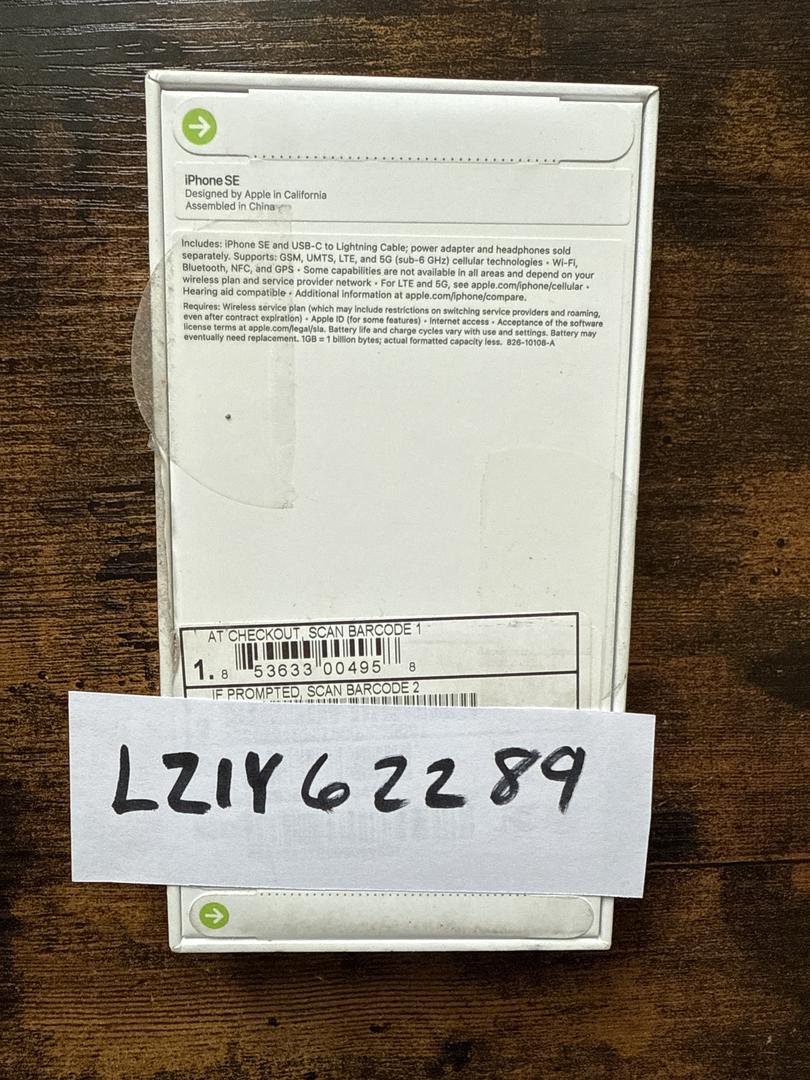 iPhone SE
Designed by Apple in California
Assembled in China
Includes: iPhone SE and USB-C to Lightning Cable; power adapter and headphones sold
separately. Supports: GSM, UMTS, LTE, and 5G (sub-6 GHz) cellular technologies • Wi-Fi,
Bluetooth, NFC, and GPS • Some capabilities are not available in all areas and depend on your
wireless plan and service provider network • For LTE and 5G, see apple.com/iphone/cellular •
Hearing aid compatible • Additional information at apple.com/iphone/compare.
Requires: Wireless service plan (which may include restrictions on switching service providers and roaming,
even after contract expiration) • Apple ID (for some features) • Internet access • Acceptance of the software
license terms at apple.com/legal/sla. Battery life and charge cycles vary with use and settings. Battery may
eventually need replacement. 1GB = 1 billion bytes; actual formatted capacity less. 826-10108-A
AT CHECKOUT, SCAN BARCODE 1
1. 8 53633 00495 8
IF PROMPTED, SCAN BARCODE 2
LZ1Y62289